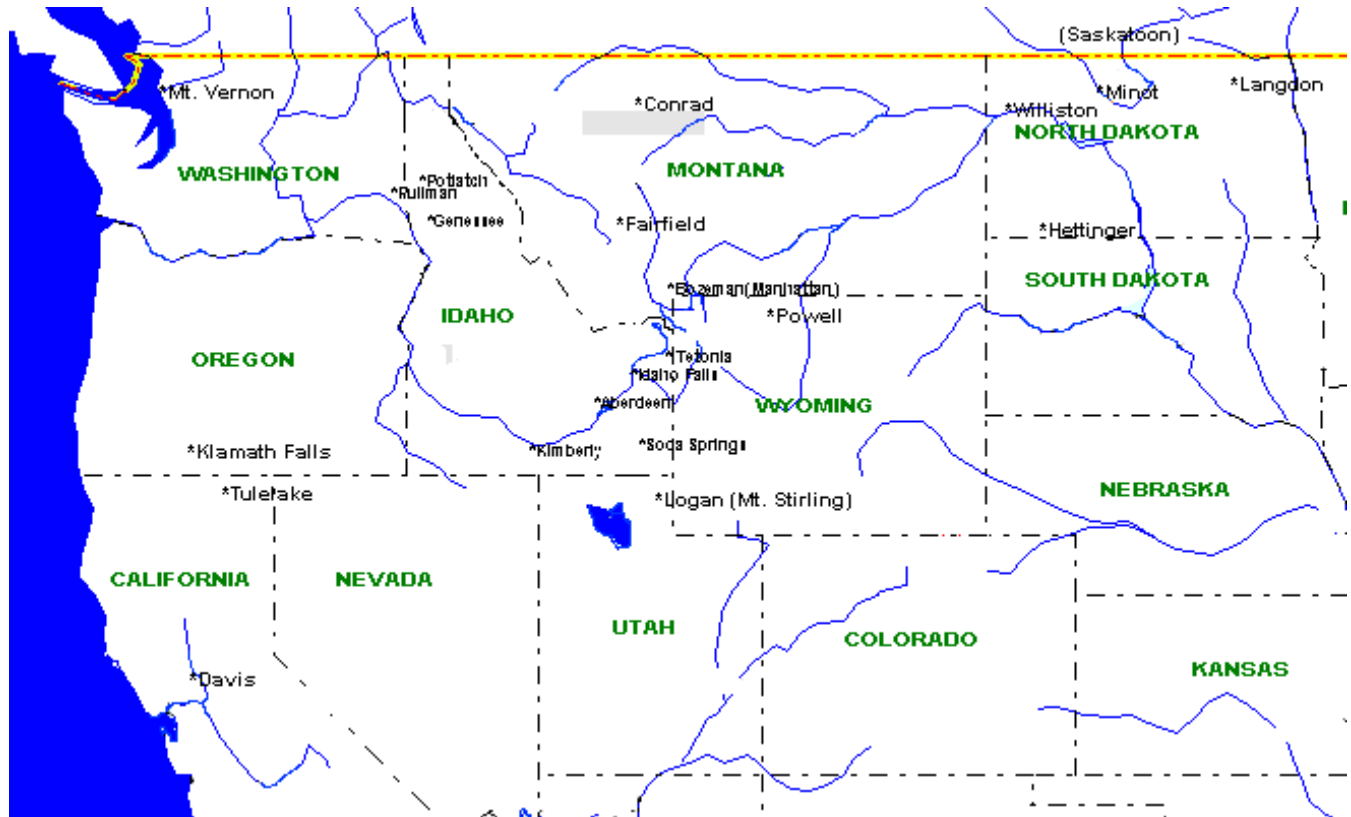 (Saskatoon)
*Mt. Vernon
*Conrad
*Minot
*Langdon
*Williston
NORTH DAKOTA
WASHINGTON
MONTANA
*Potlatch
*Pullman
*Genessee
*Fairfield
*Hettinger
SOUTH DAKOTA
*Bozeman(Manhattan)
IDAHO
*Powell
OREGON
*Tetonia
*Idaho Falls
*Aberdeen
WYOMING
*Klamath Falls
*Kimberly
*Soda Springs
*Tulelake
*Logan (Mt. Stirling)
NEBRASKA
CALIFORNIA
NEVADA
UTAH
COLORADO
KANSAS
*Davis